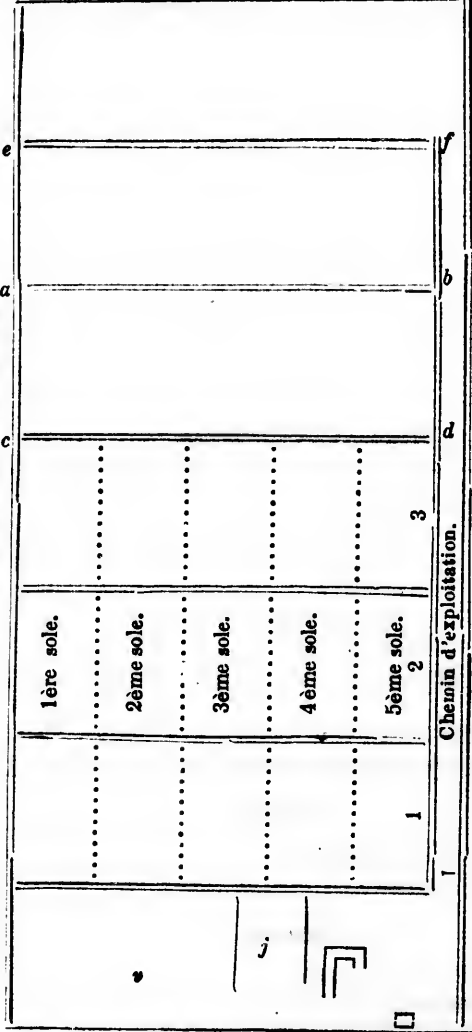 e
f
a
b
c
d
3
1ère sole.
2ème sole.
3ème sole.
4ème sole.
5ème sole.
2
1
Chemin d'exploitation.
j